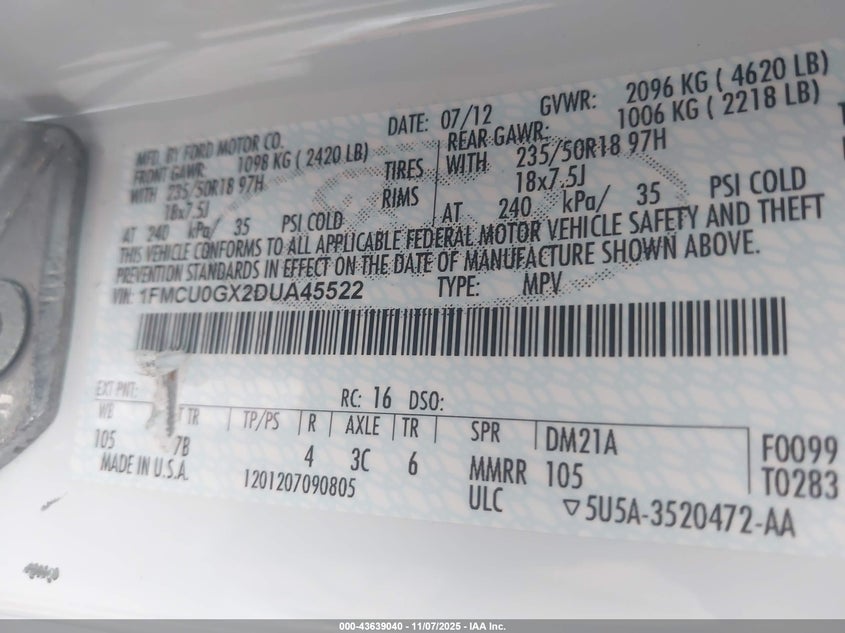 MFD. BY FORD MOTOR CO. DATE: 07/12 GVWR: 2096 KG ( 4620 LB)
FRONT GAWR: 1098 KG ( 2420 LB) REAR GAWR: 1006 KG ( 2218 LB)
WITH 235/50R18 97H TIRES WITH 235/50R18 97H
18x7.5J RIMS 18x7.5J
AT 240 kPa/ 35 PSI COLD AT 240 kPa/ 35 PSI COLD
THIS VEHICLE CONFORMS TO ALL APPLICABLE FEDERAL MOTOR VEHICLE SAFETY AND THEFT
PREVENTION STANDARDS IN EFFECT ON THE DATE OF MANUFACTURE SHOWN ABOVE.
VIN: 1FMCU0GX2DUA45522 TYPE: MPV
EXT PNT: RC: 16 DSO:
WB TR TP/PS R AXLE TR SPR DM21A F0099
105 7B 4 3C 6 MMRR 105 T0283
MADE IN U.S.A. 1201207090805 ULC ▽5U5A-3520472-AA
000-43639040 - 11/07/2025 - IAA Inc.